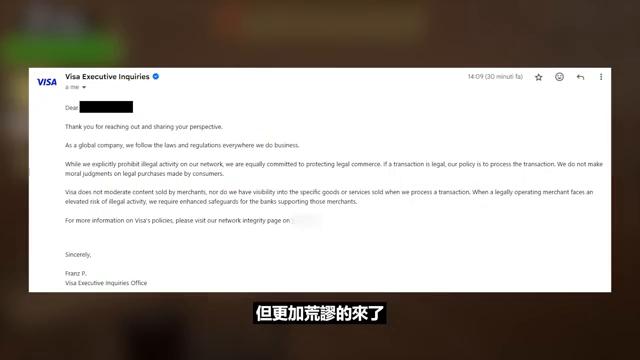 VISA
Visa Executive Inquiries
14:09 (30 minuti fa)
a me
Dear
Thank you for reaching out and sharing your perspective.
As a global company, we follow the laws and regulations everywhere we do business.
While we explicitly prohibit illegal activity on our network, we are equally committed to protecting legal commerce. If a transaction is legal, our policy is to process the transaction. We do not make
moral judgments on legal purchases made by consumers.
Visa does not moderate content sold by merchants, nor do we have visibility into the specific goods or services sold when we process a transaction. When a legally operating merchant faces an
elevated risk of illegal activity, we require enhanced safeguards for the banks supporting those merchants.
For more information on Visa's policies, please visit our network integrity page on
Sincerely,
Franz P.
Visa Executive Inquiries Office
但更加荒謬的來了